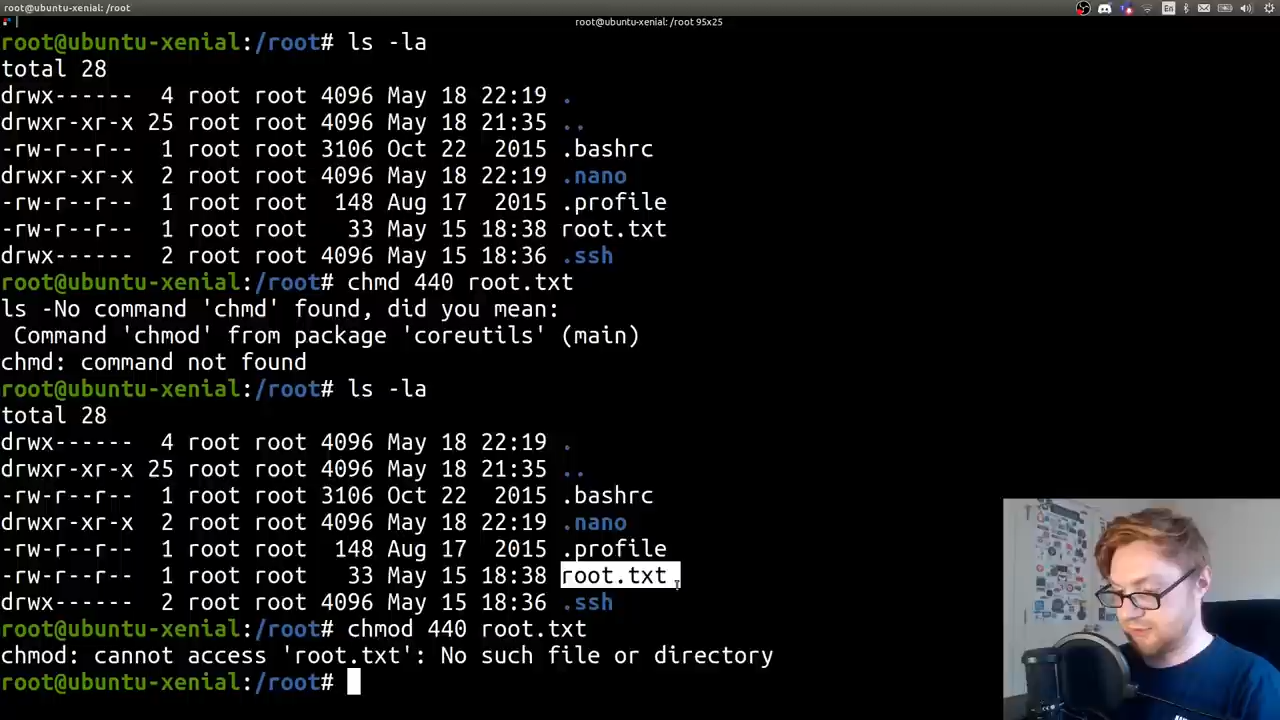 root@ubuntu-xenial: /root
En
root@ubuntu-xenial: /root 95x25
root@ubuntu-xenial:/root# ls -la
total 28
drwx------  4 root root 4096 May 18 22:19 .
drwxr-xr-x 25 root root 4096 May 18 21:35 ..
-rw-r--r--  1 root root 3106 Oct 22  2015 .bashrc
drwxr-xr-x  2 root root 4096 May 18 22:19 .nano
-rw-r--r--  1 root root  148 Aug 17  2015 .profile
-rw-r--r--  1 root root   33 May 15 18:38 root.txt
drwx------  2 root root 4096 May 15 18:36 .ssh
root@ubuntu-xenial:/root# chmd 440 root.txt
ls -No command 'chmd' found, did you mean:
 Command 'chmod' from package 'coreutils' (main)
chmd: command not found
root@ubuntu-xenial:/root# ls -la
total 28
drwx------  4 root root 4096 May 18 22:19 .
drwxr-xr-x 25 root root 4096 May 18 21:35 ..
-rw-r--r--  1 root root 3106 Oct 22  2015 .bashrc
drwxr-xr-x  2 root root 4096 May 18 22:19 .nano
-rw-r--r--  1 root root  148 Aug 17  2015 .profile
-rw-r--r--  1 root root   33 May 15 18:38 root.txt
drwx------  2 root root 4096 May 15 18:36 .ssh
root@ubuntu-xenial:/root# chmod 440 root.txt
chmod: cannot access 'root.txt': No such file or directory
root@ubuntu-xenial:/root#